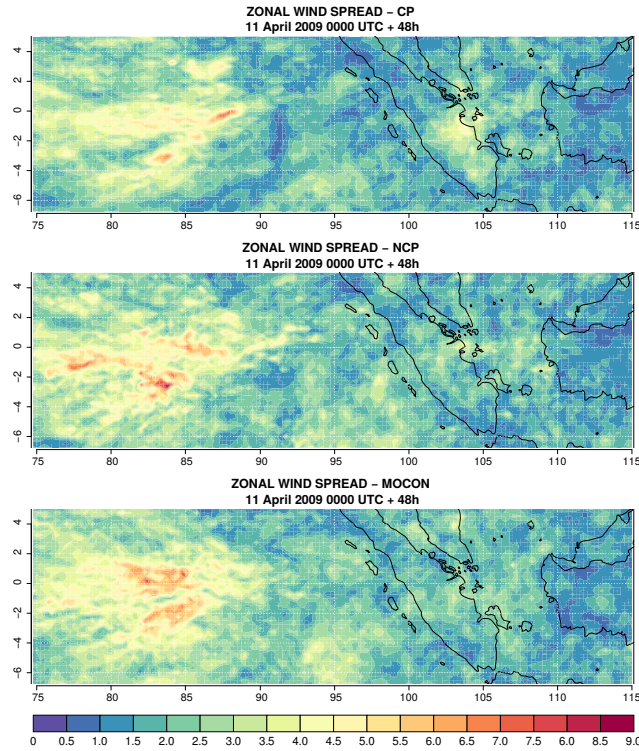 ZONAL WIND SPREAD − CP
11 April 2009 0000 UTC + 48h
4
2
0
−2
−4
−6
75 80 85 90 95 100 105 110 115
ZONAL WIND SPREAD − NCP
11 April 2009 0000 UTC + 48h
4
2
0
−2
−4
−6
75 80 85 90 95 100 105 110 115
ZONAL WIND SPREAD − MOCON
11 April 2009 0000 UTC + 48h
4
2
0
−2
−4
−6
75 80 85 90 95 100 105 110 115
0 0.5 1.0 1.5 2.0 2.5 3.0 3.5 4.0 4.5 5.0 5.5 6.0 6.5 7.0 7.5 8.0 8.5 9